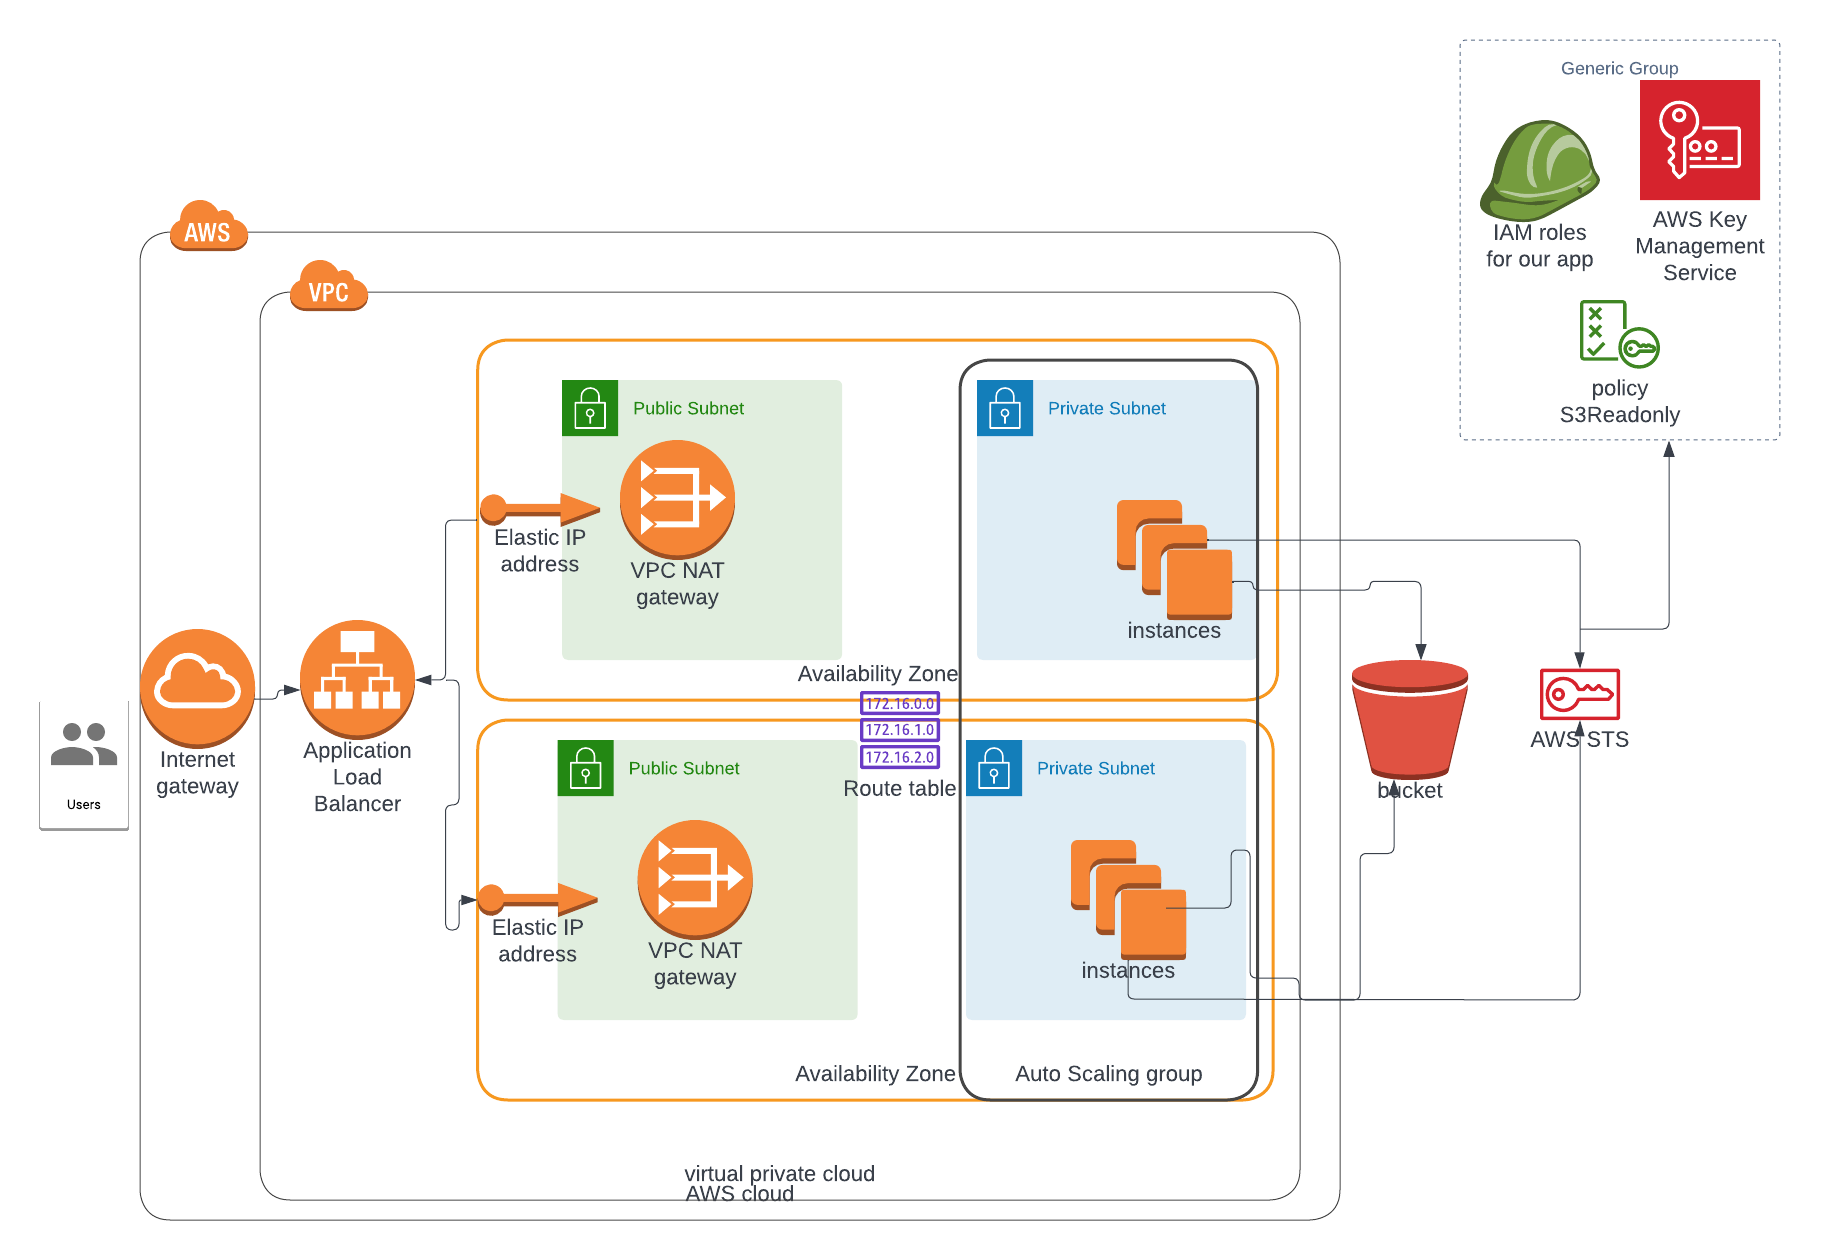 Generic Group
IAM roles
for our app
AWS Key
Management
Service
policy
S3Readonly
AWS
VPC
Public Subnet
Private Subnet
Elastic IP
address
VPC NAT
gateway
instances
Availability Zone
172.16.0.0
172.16.1.0
172.16.2.0
Route table
Users
Internet
gateway
Application
Load
Balancer
bucket
AWS STS
Public Subnet
Private Subnet
Elastic IP
address
VPC NAT
gateway
instances
Availability Zone
Auto Scaling group
virtual private cloud
AWS cloud